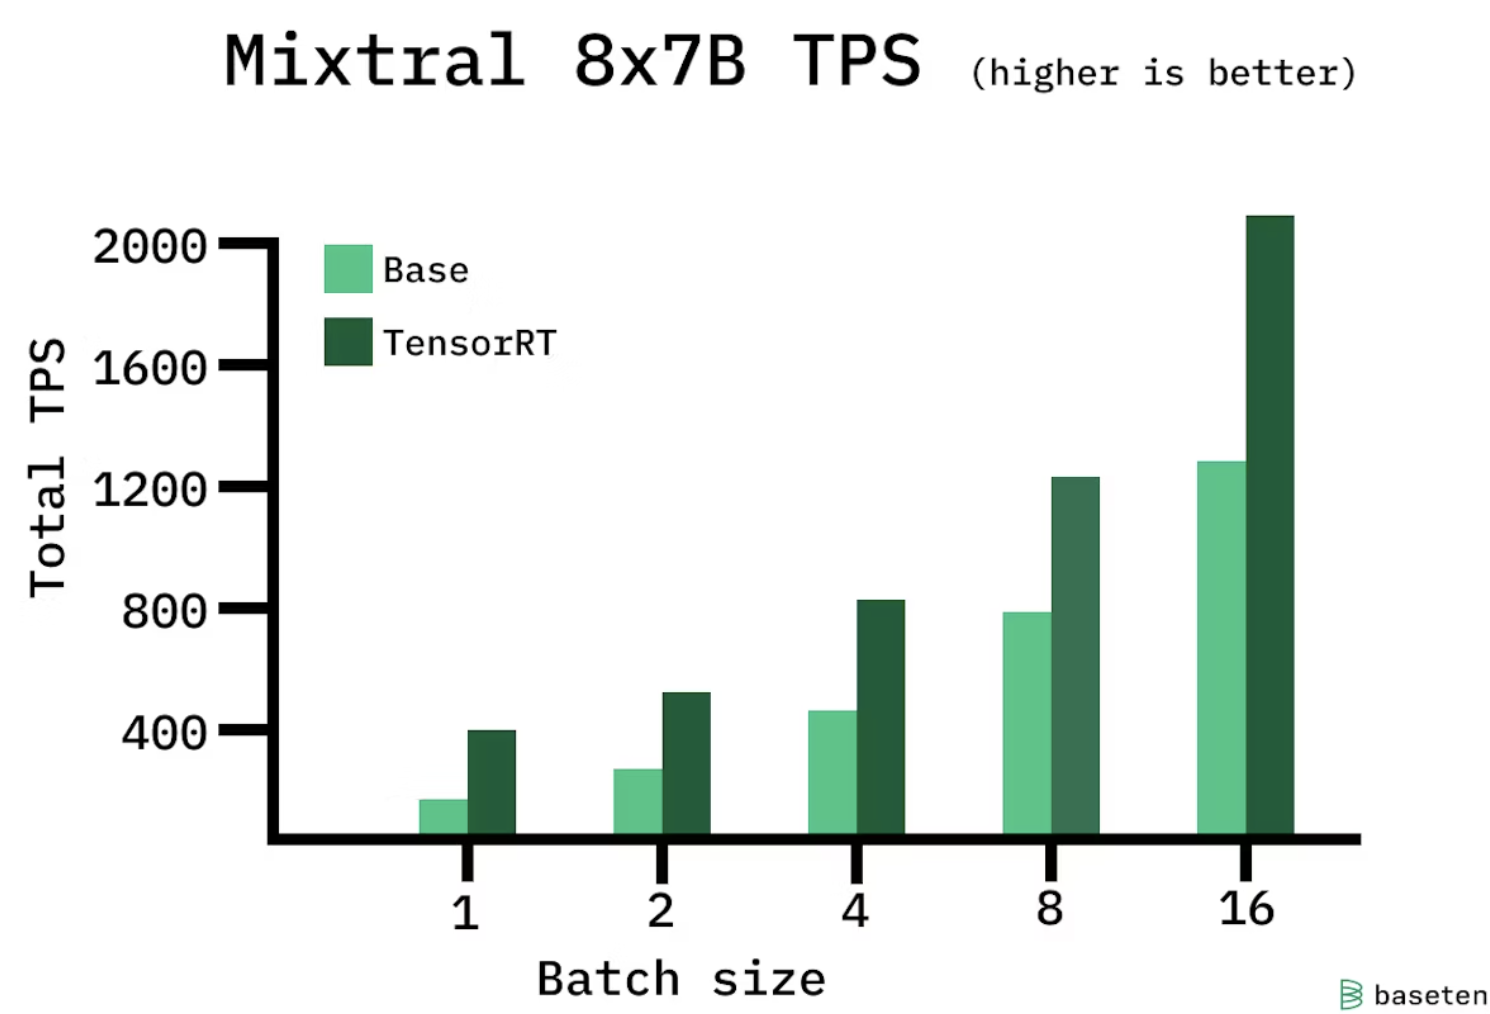 Mixtral 8x7B TPS (higher is better)
Base
TensorRT
Total TPS
2000
1600
1200
800
400
1 2 4 8 16
Batch size
baseten